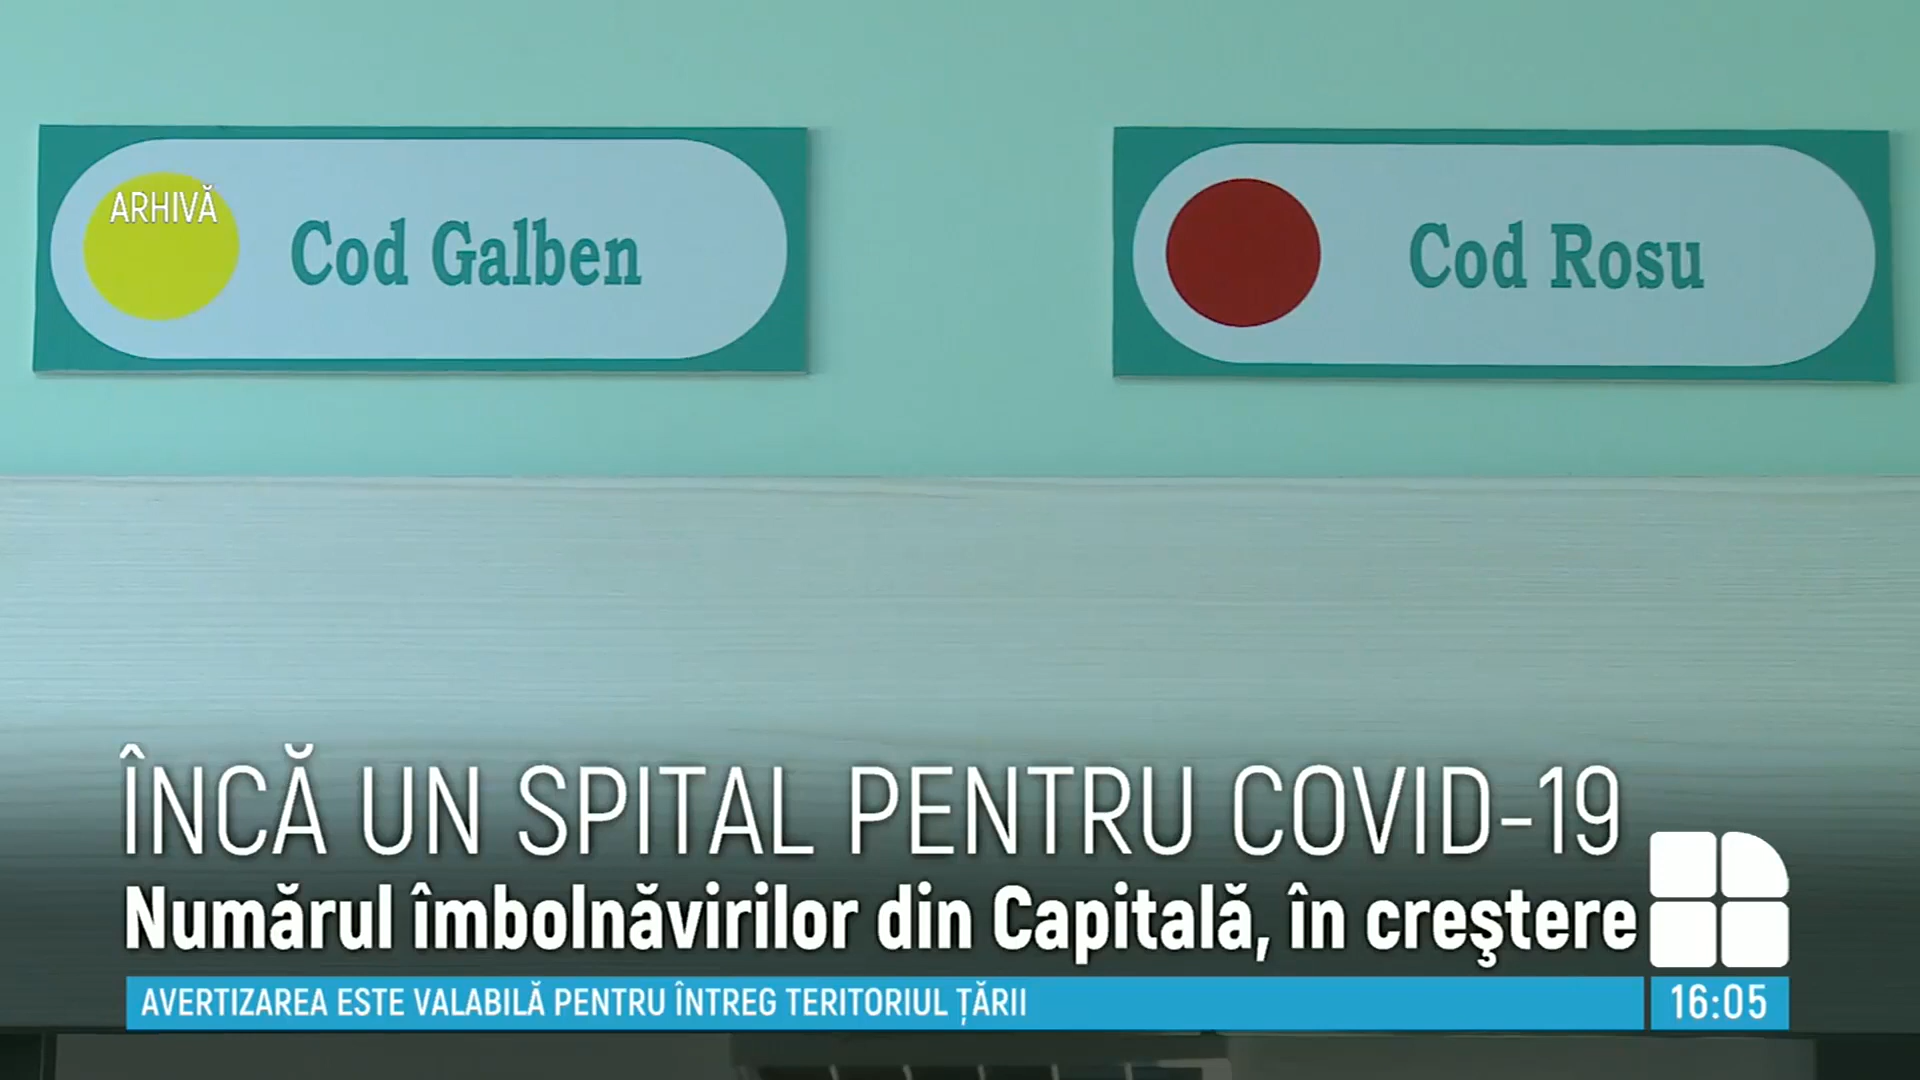 ARHIVĂ
Cod Galben
Cod Rosu
ÎNCĂ UN SPITAL PENTRU COVID-19
Numărul îmbolnăvirilor din Capitală, în creştere
AVERTIZAREA ESTE VALABILĂ PENTRU ÎNTREG TERITORIUL ȚĂRII
16:05